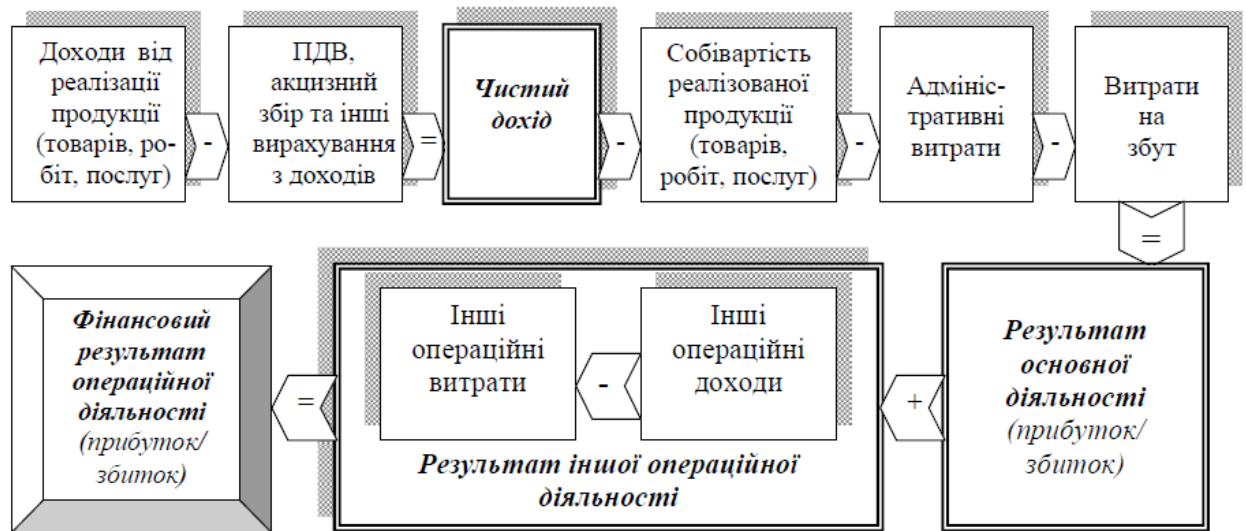 Доходи від
реалізації
продукції
(товарів, ро-
біт, послуг)
-
ПДВ,
акцизний
збір та інші
вирахування
з доходів
=
Чистий
дохід
-
Собівартість
реалізованої
продукції
(товарів,
робіт, послуг)
-
Адмініс-
тративні
витрати
-
Витрати
на
збут
=
Результат
основної
діяльності
(прибуток/
збиток)
+
Інші
операційні
доходи
-
Інші
операційні
витрати
Результат іншої операційної
діяльності
=
Фінансовий
результат
операційної
діяльності
(прибуток/
збиток)